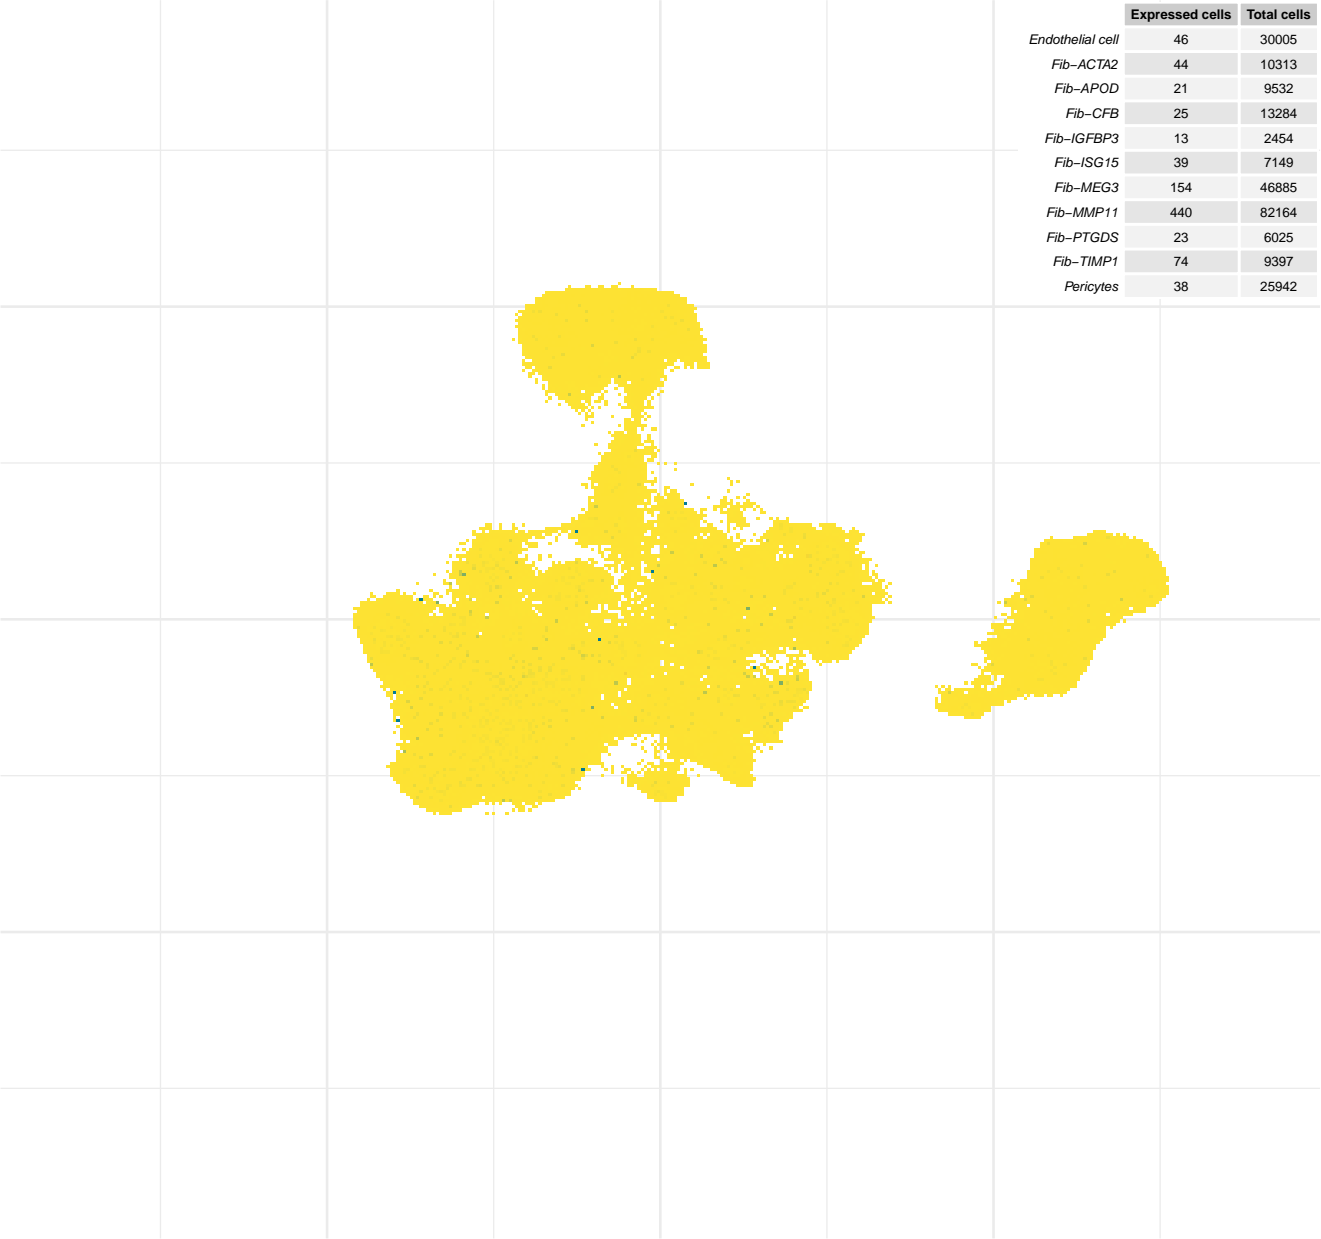 Expressed cells Total cells
Endothelial cell 46 30005
Fib−ACTA2 44 10313
Fib−APOD 21 9532
Fib−CFB 25 13284
Fib−IGFBP3 13 2454
Fib−ISG15 39 7149
Fib−MEG3 154 46885
Fib−MMP11 440 82164
Fib−PTGDS 23 6025
Fib−TIMP1 74 9397
Pericytes 38 25942